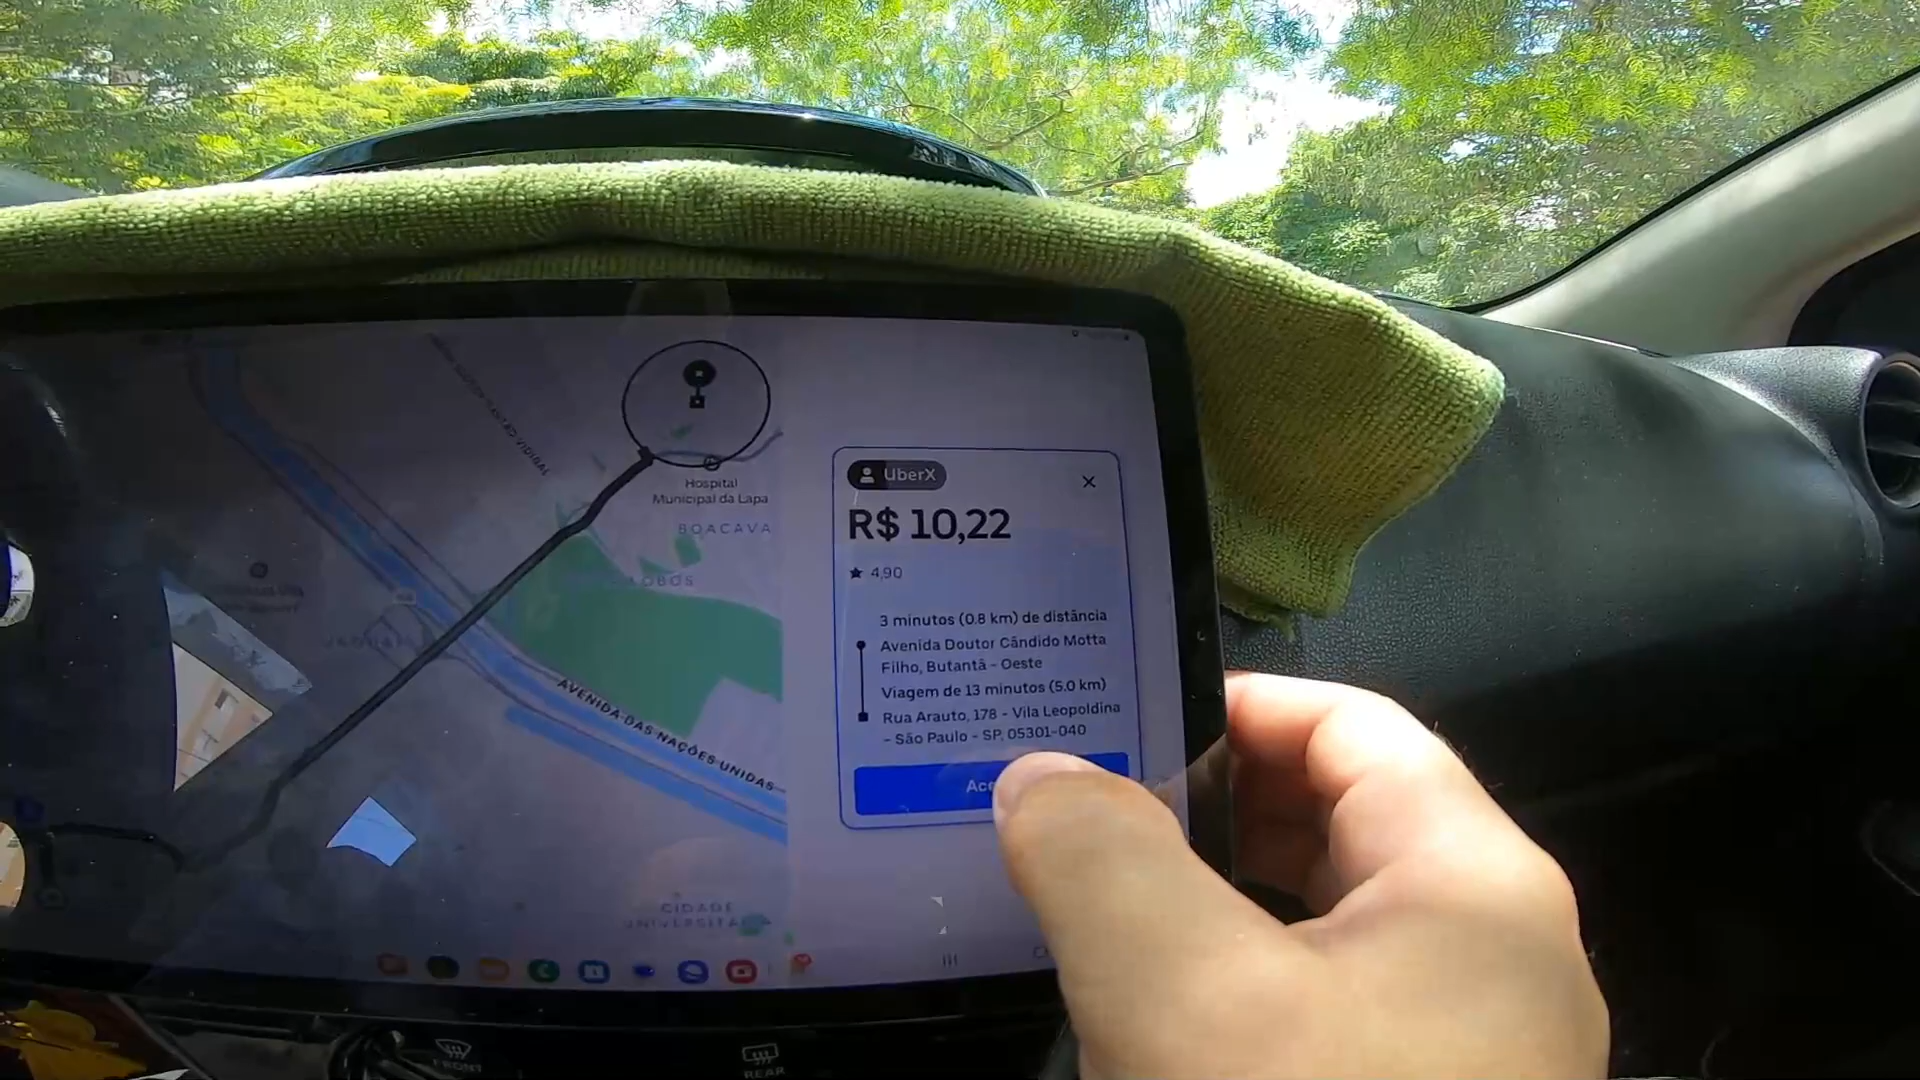 UberX
R$ 10,22
4,90
3 minutos (0.8 km) de distância
Avenida Doutor Cândido Motta
Filho, Butantã - Oeste
Viagem de 13 minutos (5.0 km)
Rua Arauto, 178 - Vila Leopoldina
- São Paulo - SP, 05301-040
Hospital
Municipal da Lapa
BOACAVA
AVENIDA DAS NAÇÕES UNIDAS
CIDADE
FRONT
REAR